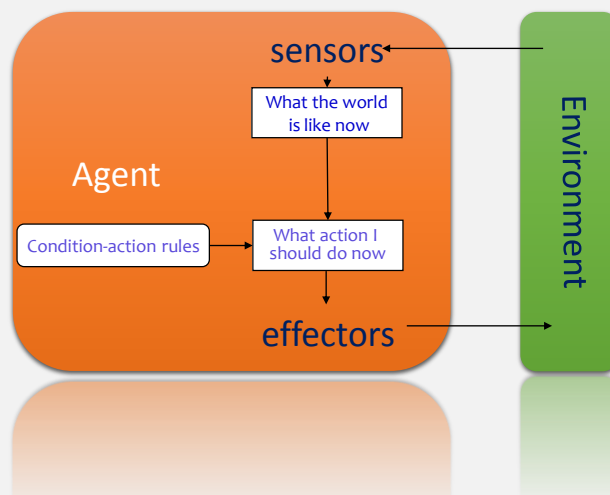 sensors
What the world
is like now
Agent
Condition-action rules
What action I
should do now
effectors
Environment